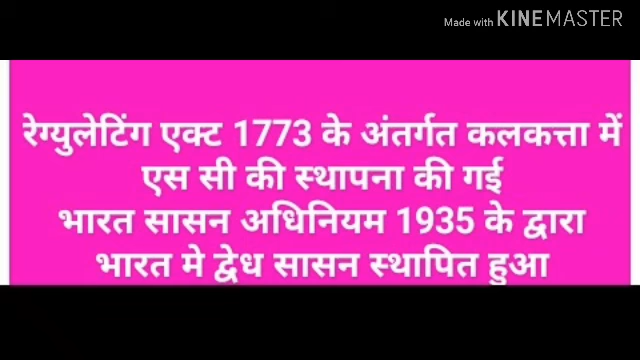 Made with KINEMASTER
रेग्युलेटिंग एक्ट 1773 के अंतर्गत कलकत्ता में
एस सी की स्थापना की गई
भारत सासन अधिनियम 1935 के द्वारा
भारत मे द्वेध सासन स्थापित हुआ